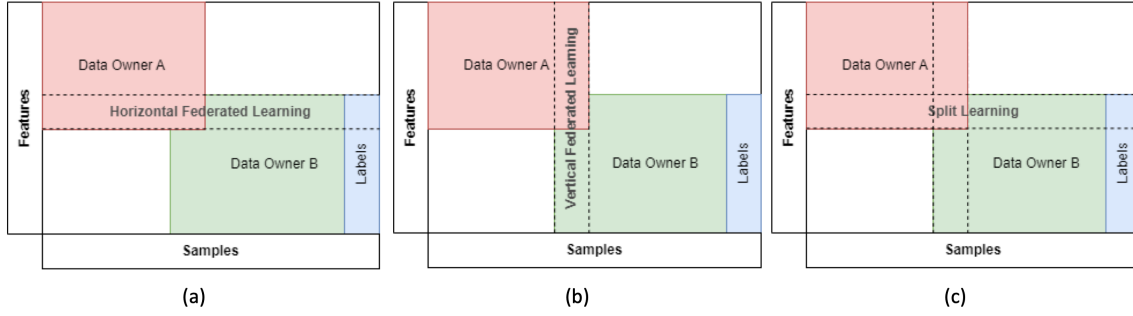 Features
Data Owner A
Horizontal Federated Learning
Data Owner B
Labels
Samples
(a)
Features
Data Owner A
Vertical Federated Learning
Data Owner B
Labels
Samples
(b)
Features
Data Owner A
Split Learning
Data Owner B
Labels
Samples
(c)